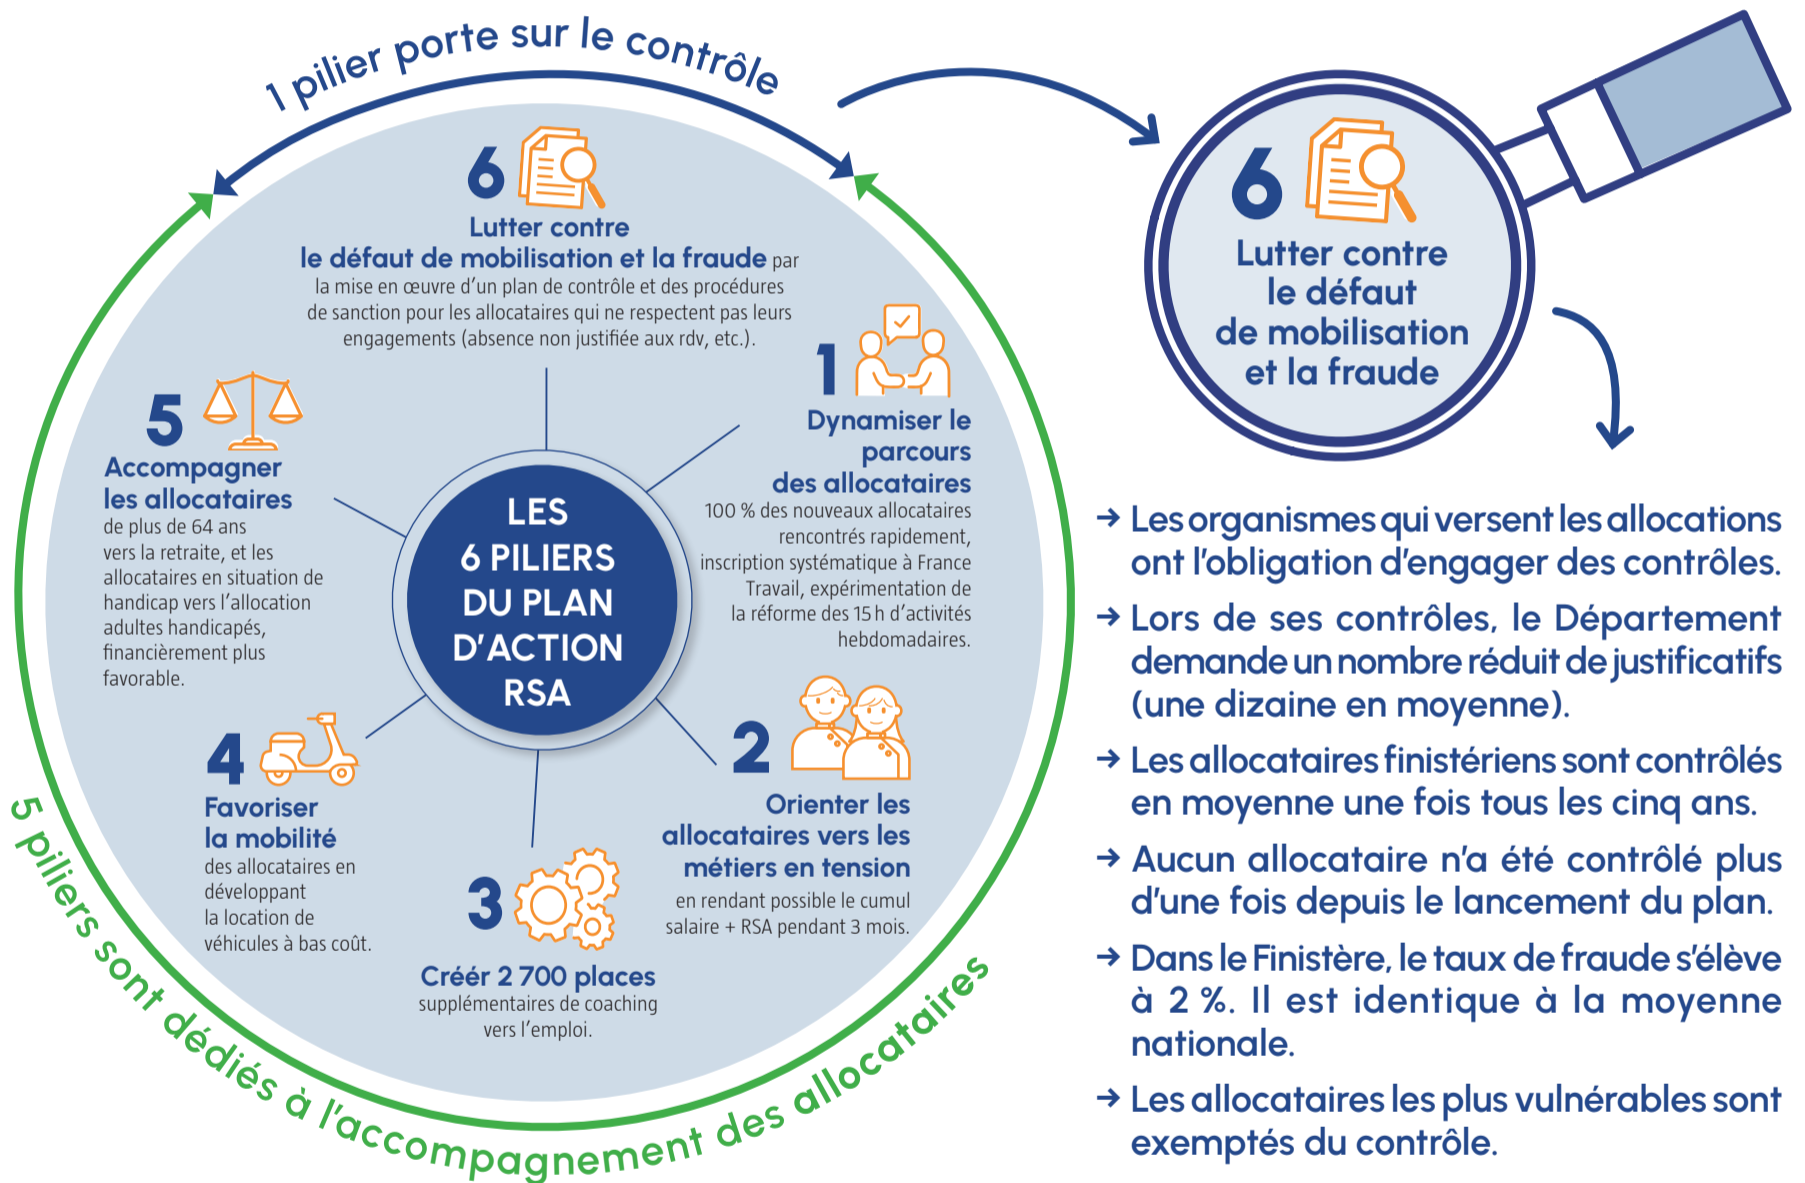 1 pilier porte sur le contrôle
6
Lutter contre
le défaut de mobilisation et la fraude par
la mise en œuvre d’un plan de contrôle et des procédures
de sanction pour les allocataires qui ne respectent pas leurs
engagements (absence non justifiée aux rdv, etc.).
1
Dynamiser le
parcours
des allocataires
100 % des nouveaux allocataires
rencontrés rapidement,
inscription systématique à France
Travail, expérimentation de
la réforme des 15 h d’activités
hebdomadaires.
2
Orienter les
allocataires vers les
métiers en tension
en rendant possible le cumul
salaire + RSA pendant 3 mois.
3
Créér 2 700 places
supplémentaires de coaching
vers l’emploi.
4
Favoriser
la mobilité
des allocataires en
développant
la location de
véhicules à bas coût.
5
Accompagner
les allocataires
de plus de 64 ans
vers la retraite, et les
allocataires en situation de
handicap vers l’allocation
adultes handicapés,
financièrement plus
favorable.
LES
6 PILIERS
DU PLAN
D’ACTION
RSA
5 piliers sont dédiés à l'accompagnement des allocataires
6
Lutter contre
le défaut
de mobilisation
et la fraude
→ Les organismes qui versent les allocations
ont l’obligation d’engager des contrôles.
→ Lors de ses contrôles, le Département
demande un nombre réduit de justificatifs
(une dizaine en moyenne).
→ Les allocataires finistériens sont contrôlés
en moyenne une fois tous les cinq ans.
→ Aucun allocataire n’a été contrôlé plus
d’une fois depuis le lancement du plan.
→ Dans le Finistère, le taux de fraude s’élève
à 2 %. Il est identique à la moyenne
nationale.
→ Les allocataires les plus vulnérables sont
exemptés du contrôle.